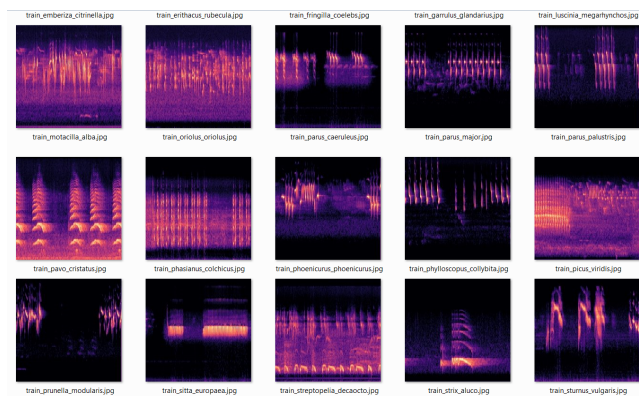 train_emberiza_citrinella.jpg train_erithacus_rubecula.jpg train_fringilla_coelebs.jpg train_garrulus_glandarius.jpg train_luscinia_megarhynchos.jpg
train_motacilla_alba.jpg train_oriolus_oriolus.jpg train_parus_caeruleus.jpg train_parus_major.jpg train_parus_palustris.jpg
train_pavo_cristatus.jpg train_phasianus_colchicus.jpg train_phoenicurus_phoenicurus.jpg train_phylloscopus_collybita.jpg train_picus_viridis.jpg
train_prunella_modularis.jpg train_sitta_europaea.jpg train_streptopelia_decaocto.jpg train_strix_aluco.jpg train_sturnus_vulgaris.jpg